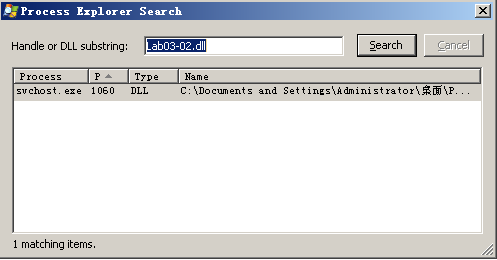 Process Explorer Search
Handle or DLL substring: Lab03-02.dll Search Cancel
Process P Type Name
svchost.exe 1060 DLL C:\Documents and Settings\Administrator\桌面\P...
1 matching items.